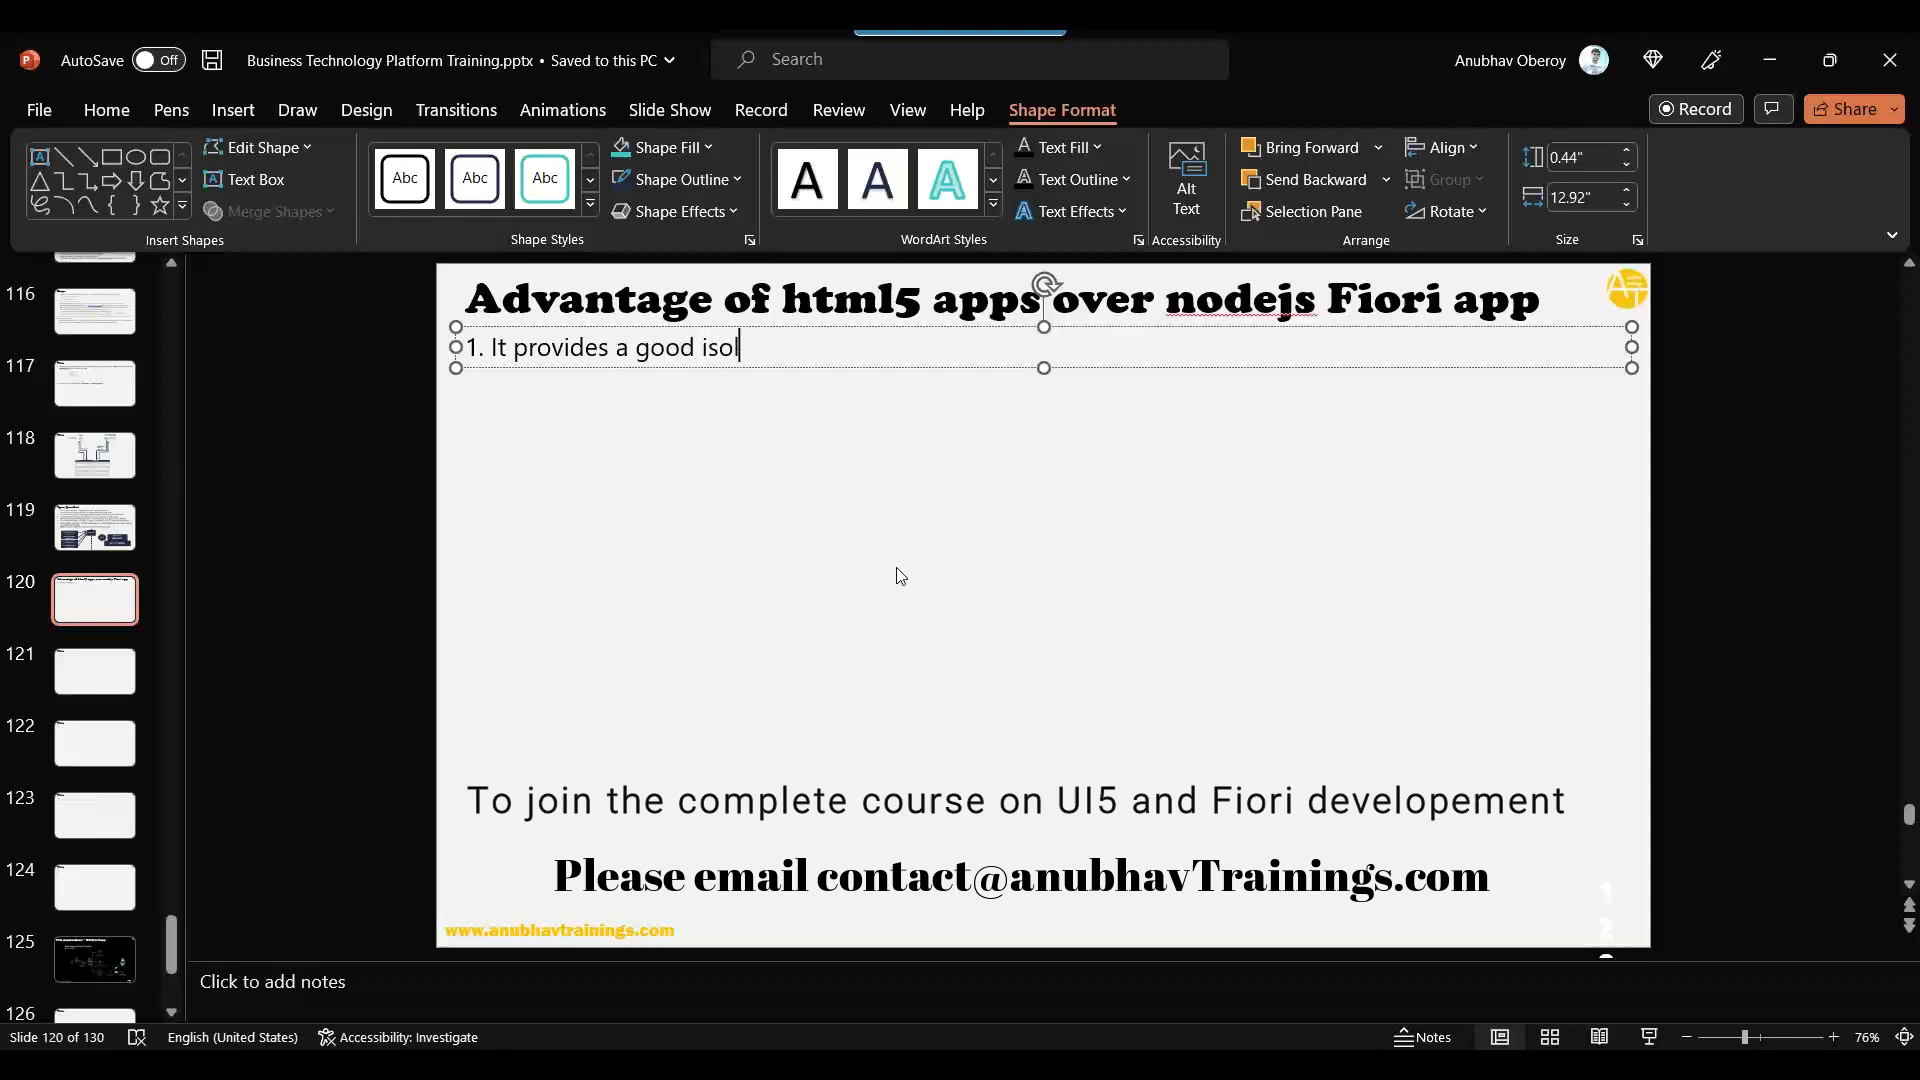 AutoSave Off Business Technology Platform Training.pptx • Saved to this PC Search Anubhav Oberoy
File Home Pens Insert Draw Design Transitions Animations Slide Show Record Review View Help Shape Format Record Share
Edit Shape
Text Box
Merge Shapes
Insert Shapes
Abc Abc Abc
Shape Fill
Shape Outline
Shape Effects
Shape Styles
A A A
Text Fill
Text Outline
Text Effects
WordArt Styles
Alt
Text
Accessibility
Bring Forward
Send Backward
Selection Pane
Align
Group
Rotate
Arrange
0.44"
12.92"
Size
116
117
118
119
120
121
122
123
124
125
126
Advantage of html5 apps over nodejs Fiori app
1. It provides a good isol
To join the complete course on UI5 and Fiori developement
Please email contact@anubhavTrainings.com
www.anubhavtrainings.com
1
2
Click to add notes
Slide 120 of 130 English (United States) Accessibility: Investigate Notes 76%